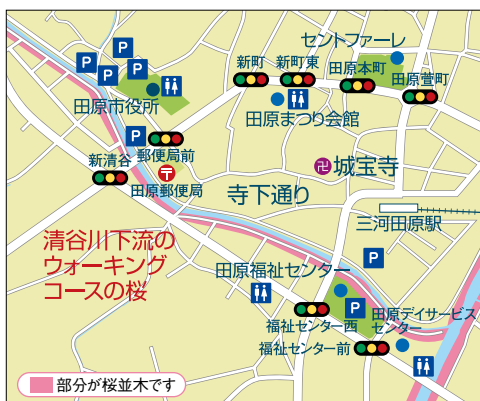 セントファーレ
新町
新町東
田原本町
田原萱町
P
P
P
P
P
田原市役所
田原まつり会館
P
郵便局前
新清谷
〒
田原郵便局
卍
城宝寺
寺下通り
三河田原駅
清谷川下流の
ウォーキング
コースの桜
田原福祉センター
P
P
福祉センター西
田原デイサービス
センター
福祉センター前
部分が桜並木です